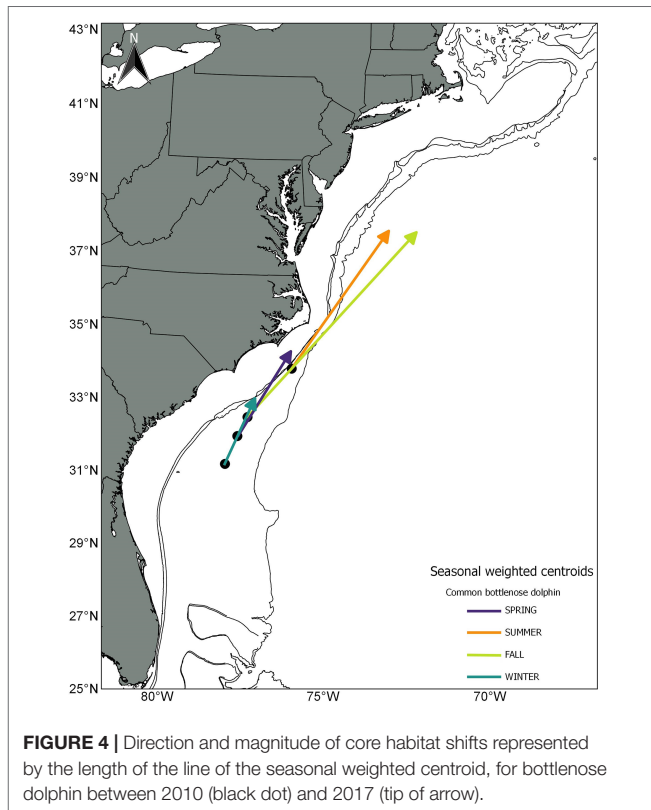 43°N
N
41°N
39°N
37°N
35°N
33°N
31°N
29°N
Seasonal weighted centroids
Common bottlenose dolphin
SPRING
27°N
SUMMER
FALL
WINTER
25°N
80°W 75°W 70°W
FIGURE 4 | Direction and magnitude of core habitat shifts represented
by the length of the line of the seasonal weighted centroid, for bottlenose
dolphin between 2010 (black dot) and 2017 (tip of arrow).